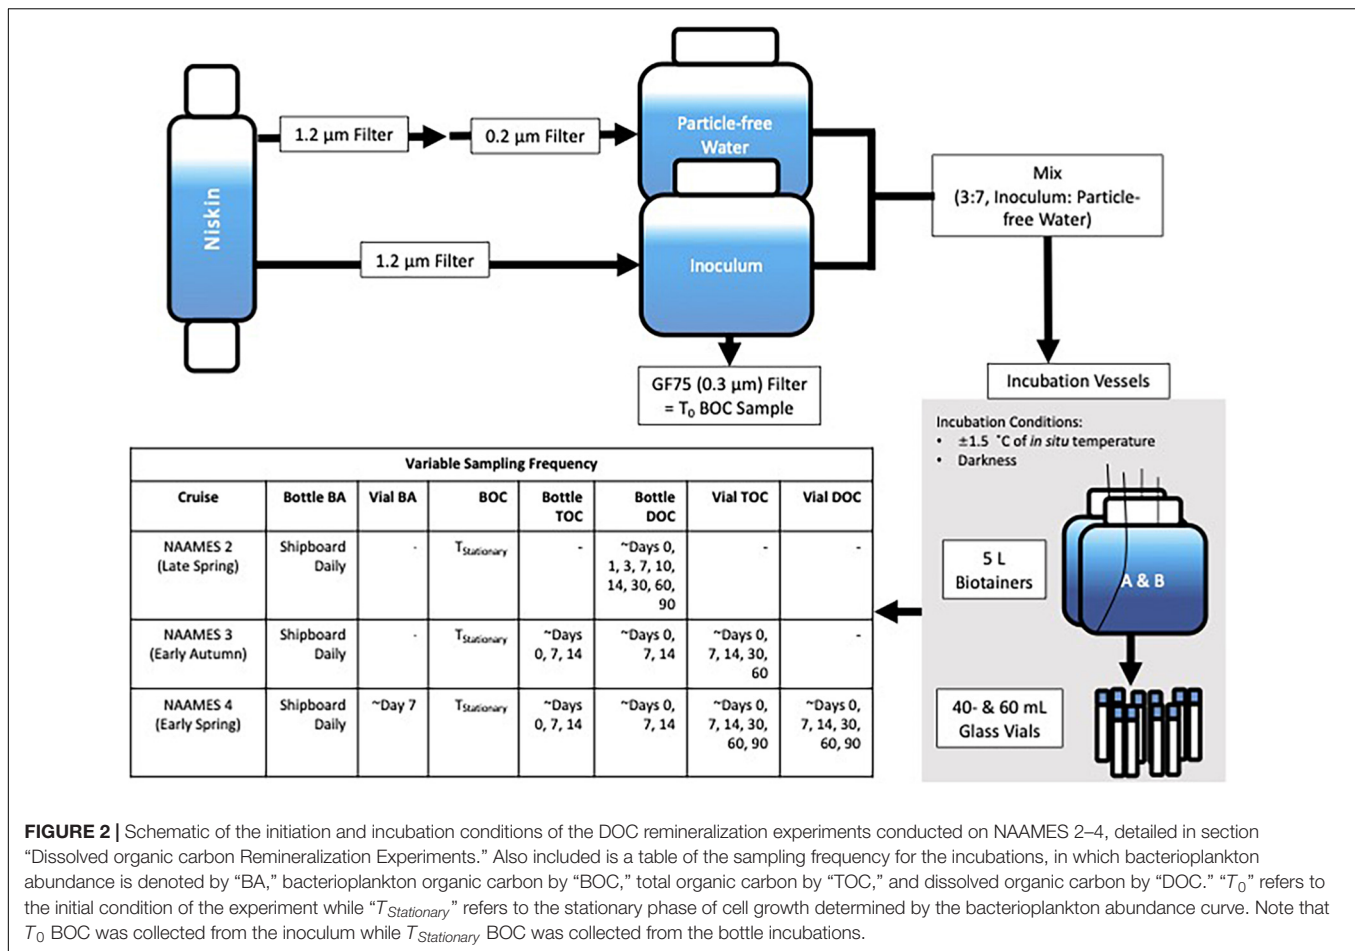 Niskin
1.2 µm Filter
0.2 µm Filter
Particle-free
Water
1.2 µm Filter
Inoculum
Mix
(3:7, Inoculum: Particle-
free Water)
GF75 (0.3 µm) Filter
= T0 BOC Sample
Incubation Vessels
Incubation Conditions:
• ±1.5 ˚C of in situ temperature
• Darkness
5 L
Biotainers
A & B
40- & 60 mL
Glass Vials
Variable Sampling Frequency
Cruise Bottle BA Vial BA BOC Bottle TOC Bottle DOC Vial TOC Vial DOC
NAAMES 2
(Late Spring)
Shipboard
Daily
-
TStationary
-
~Days 0,
1, 3, 7, 10,
14, 30, 60,
90
-
-
NAAMES 3
(Early Autumn)
Shipboard
Daily
-
TStationary
~Days
0, 7, 14
~Days 0,
7, 14
~Days 0,
7, 14, 30,
60
-
NAAMES 4
(Early Spring)
Shipboard
Daily
~Day 7
TStationary
~Days
0, 7, 14
~Days 0,
7, 14
~Days 0,
7, 14, 30,
60, 90
~Days 0,
7, 14, 30,
60, 90
FIGURE 2 | Schematic of the initiation and incubation conditions of the DOC remineralization experiments conducted on NAAMES 2–4, detailed in section
“Dissolved organic carbon Remineralization Experiments.” Also included is a table of the sampling frequency for the incubations, in which bacterioplankton
abundance is denoted by “BA,” bacterioplankton organic carbon by “BOC,” total organic carbon by “TOC,” and dissolved organic carbon by “DOC.” “T0” refers to
the initial condition of the experiment while “TStationary” refers to the stationary phase of cell growth determined by the bacterioplankton abundance curve. Note that
T0 BOC was collected from the inoculum while TStationary BOC was collected from the bottle incubations.